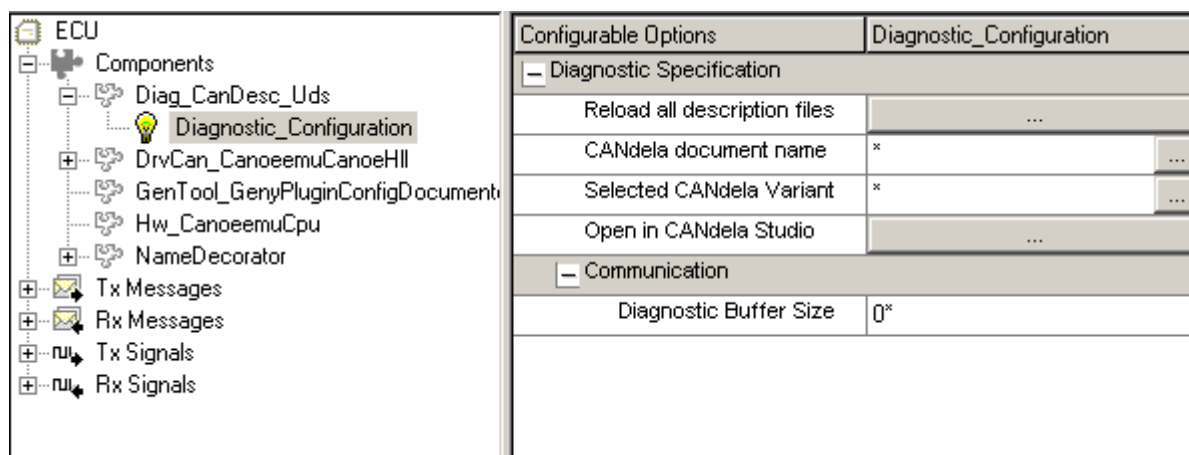 ECU
Components
Diag_CanDesc_Uds
Diagnostic_Configuration
DrvCan_CanoeemuCanoeHll
GenTool_GenyPluginConfigDocument
Hw_CanoeemuCpu
NameDecorator
Tx Messages
Rx Messages
Tx Signals
Rx Signals
Configurable Options Diagnostic_Configuration
Diagnostic Specification
Reload all description files ...
CANdela document name * ...
Selected CANdela Variant * ...
Open in CANdela Studio ...
Communication
Diagnostic Buffer Size 0*